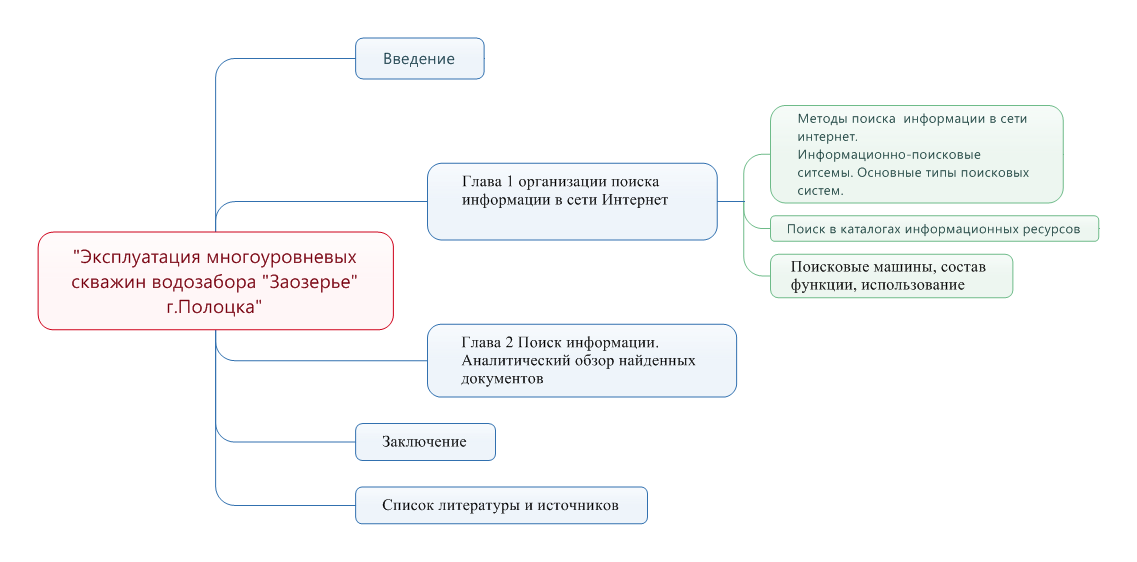 Введение
Методы поиска информации в сети
интернет.
Информационно-поисковые
ситсемы. Основные типы поисковых
систем.
Глава 1 организации поиска
информации в сети Интернет
Поиск в каталогах информационных ресурсов
"Эксплуатация многоуровневых
скважин водозабора "Заозерье"
г.Полоцка"
Поисковые машины, состав
функции, использование
Глава 2 Поиск информации.
Аналитический обзор найденных
документов
Заключение
Список литературы и источников